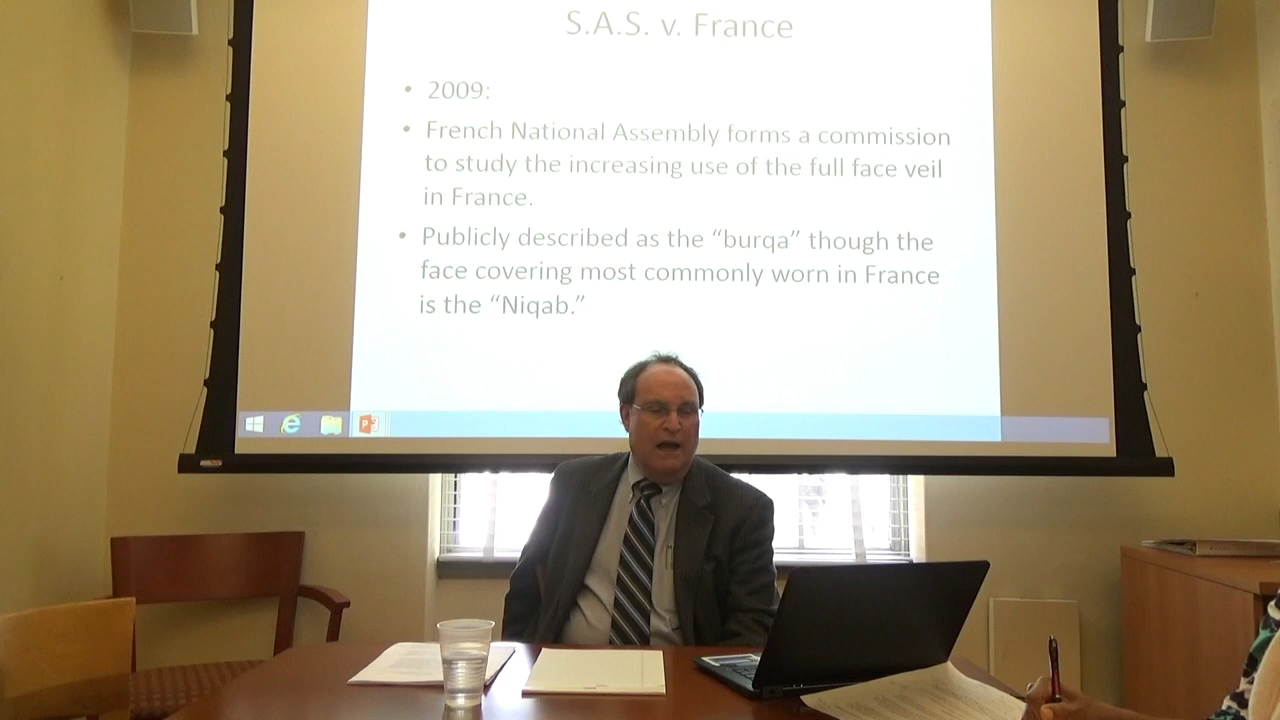 S.A.S. v. France
• 2009:
• French National Assembly forms a commission
to study the increasing use of the full face veil
in France.
• Publicly described as the “burqa” though the
face covering most commonly worn in France
is the “Niqab.”